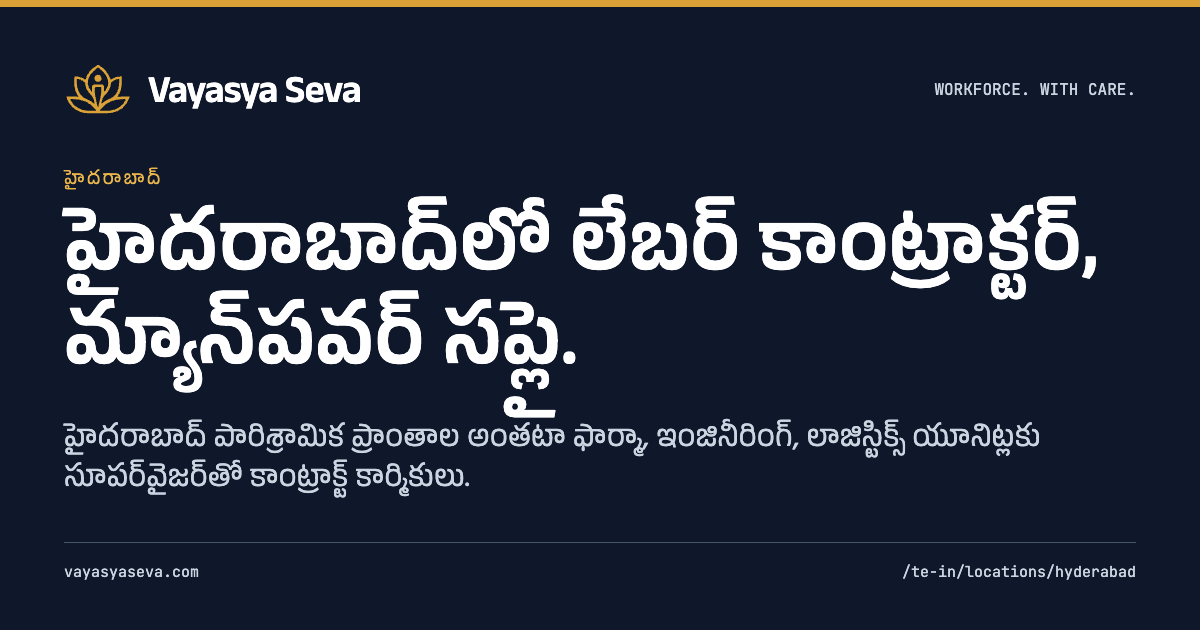 Vayasya Seva
WORKFORCE. WITH CARE.
హైదరాబాద్
హైదరాబాద్‌లో లేబర్ కాంట్రాక్టర్,
మ్యాన్‌పవర్ సప్లై.
హైదరాబాద్ పారిశ్రామిక ప్రాంతాల అంతటా ఫార్మా, ఇంజినీరింగ్, లాజిస్టిక్స్ యూనిట్లకు
సూపర్‌వైజర్‌తో కాంట్రాక్ట్ కార్మికులు.
vayasyaseva.com
/te-in/locations/hyderabad